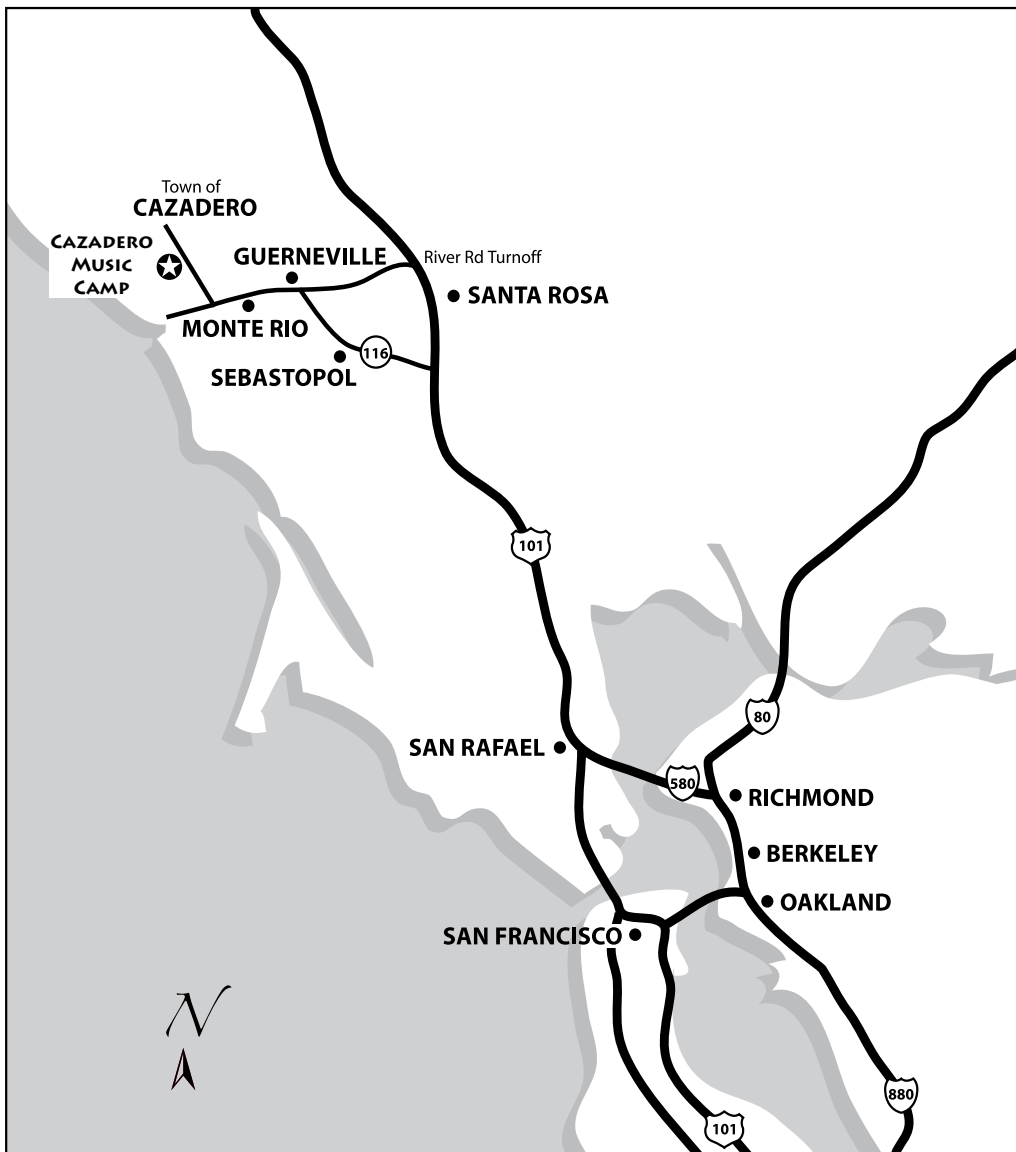 Town of
CAZADERO
CAZADERO
MUSIC
CAMP
GUERNEVILLE
River Rd Turnoff
SANTA ROSA
MONTE RIO
116
SEBASTOPOL
101
80
SAN RAFAEL
580
RICHMOND
BERKELEY
OAKLAND
SAN FRANCISCO
N
880
101